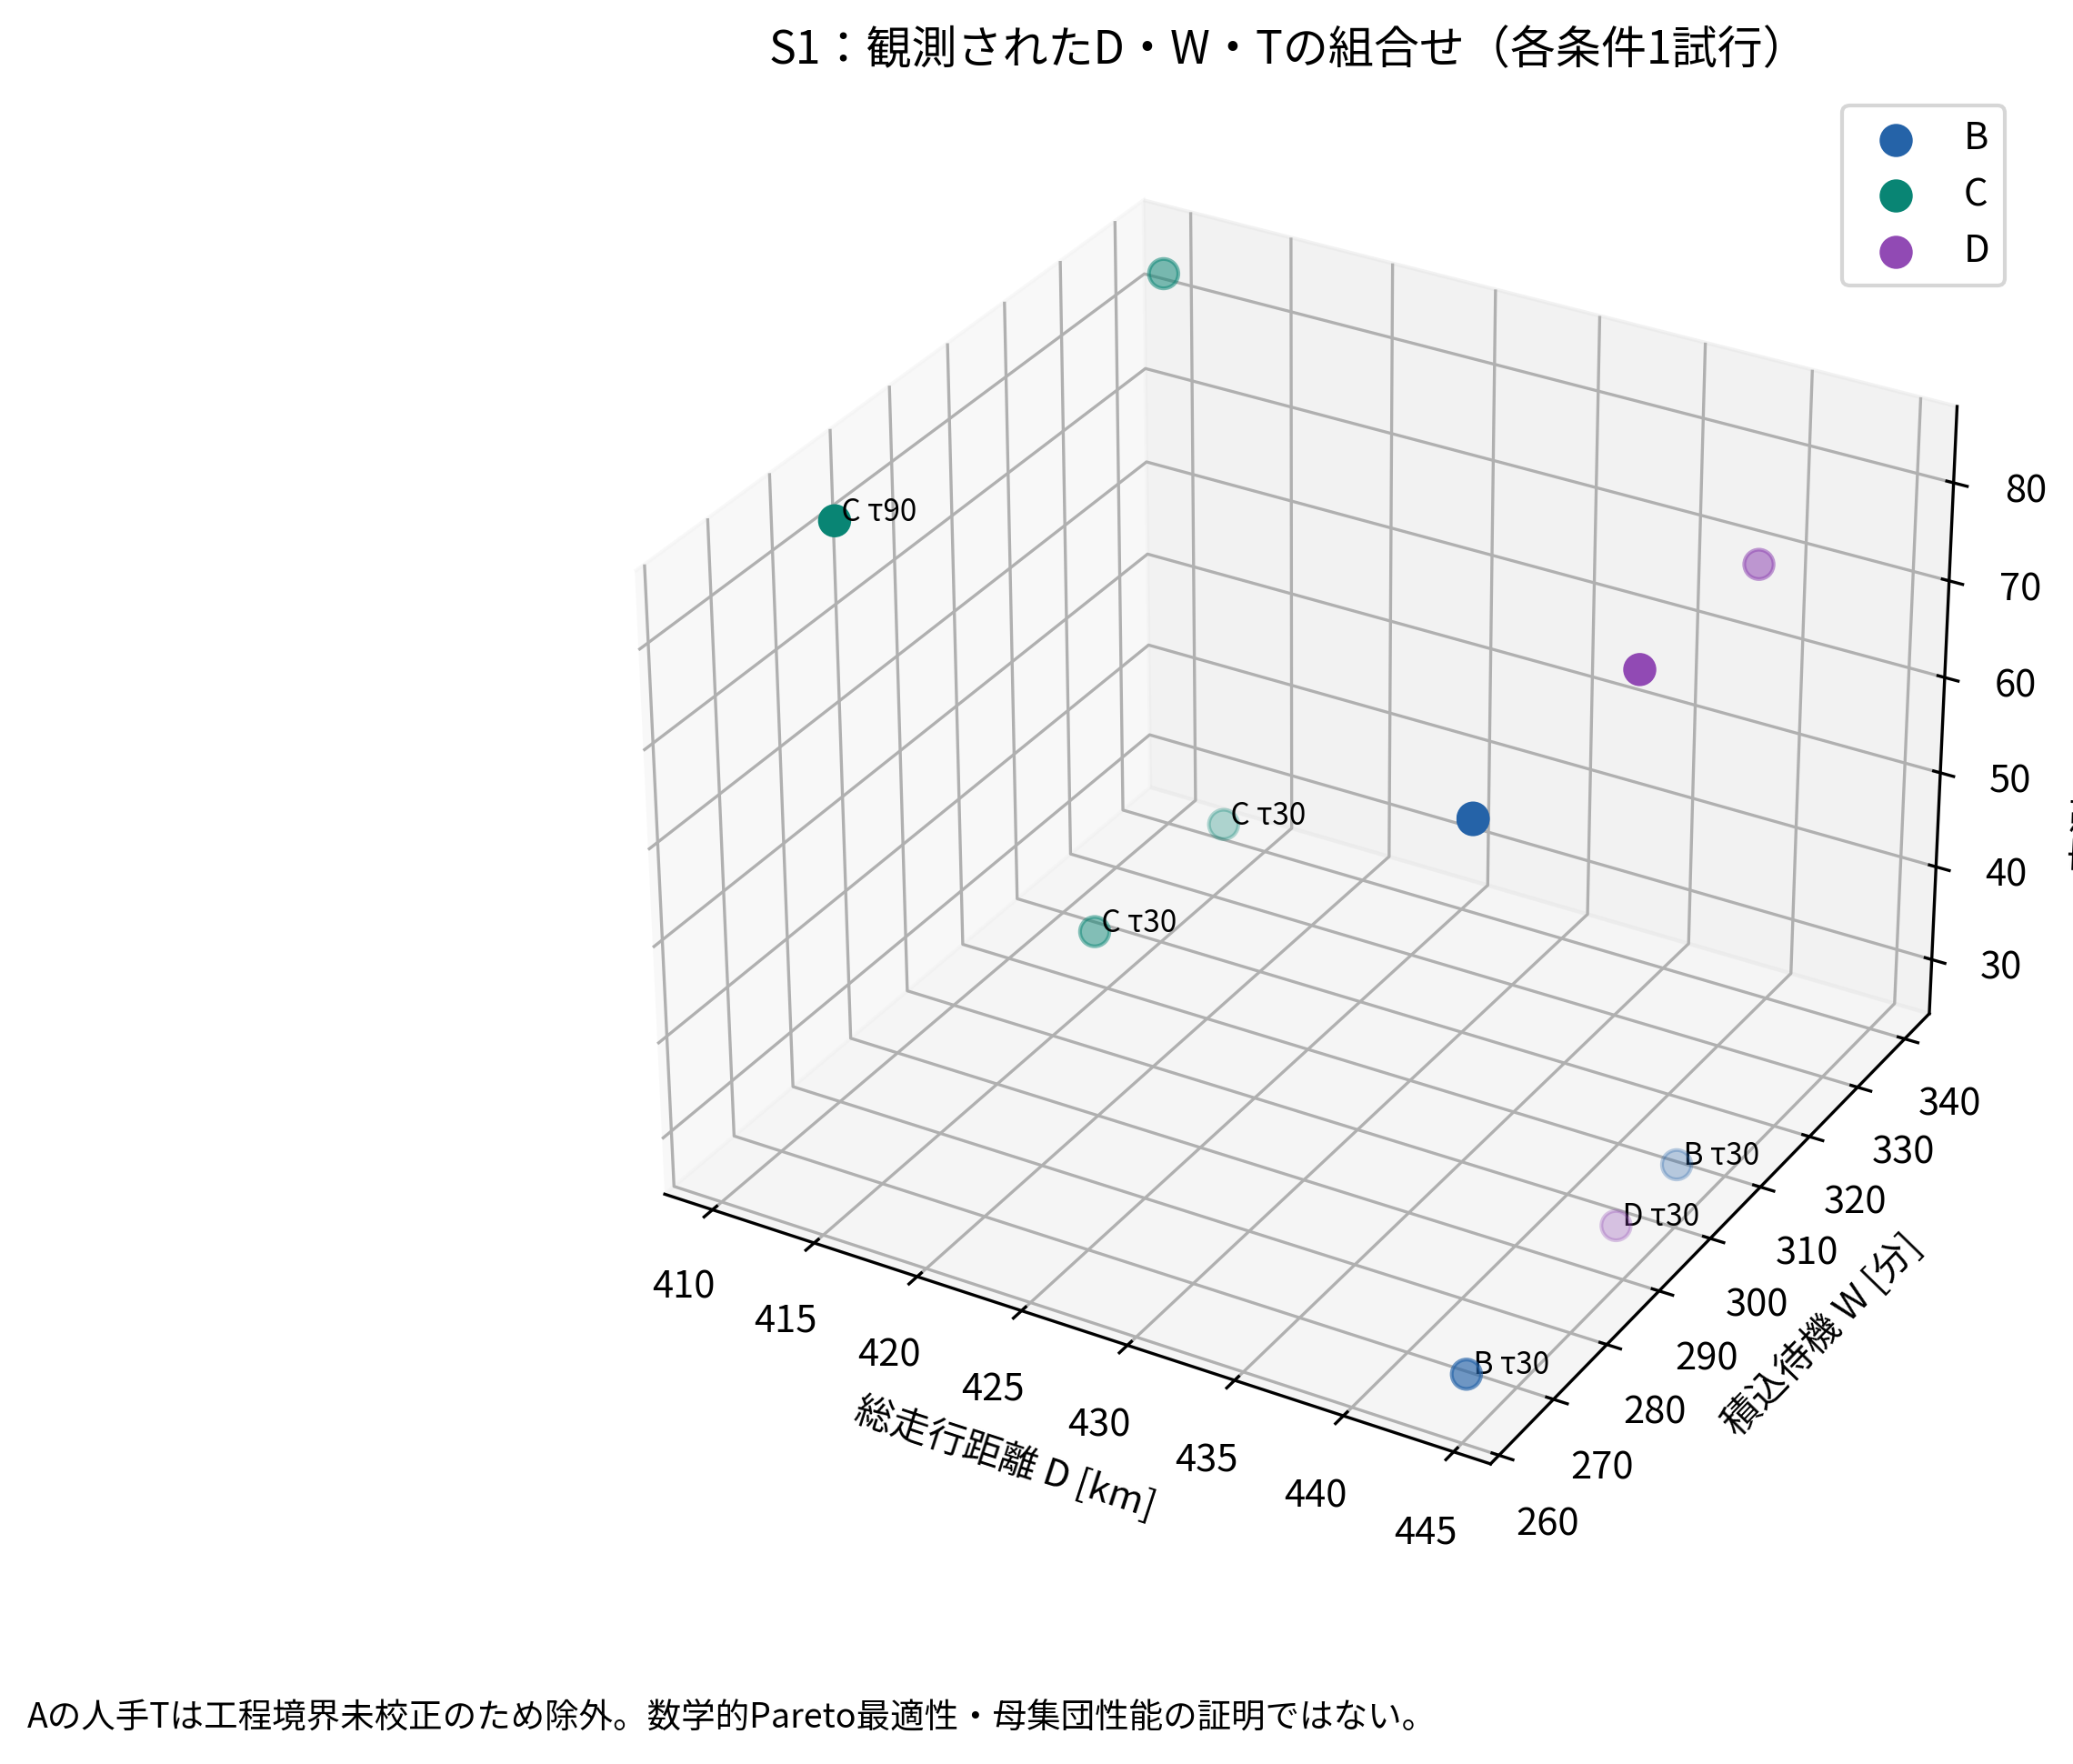 S1：観測されたD・W・Tの組合せ（各条件1試行）
B
C
D
C τ90
C τ30
C τ30
B τ30
D τ30
B τ30
80
70
60
50
40
30
340
330
320
310
300
290
280
270
260
410
415
420
425
430
435
440
445
総走行距離 D [km]
積込待機 W [分]
Aの人手Tは工程境界未校正のため除外。数学的Pareto最適性・母集団性能の証明ではない。